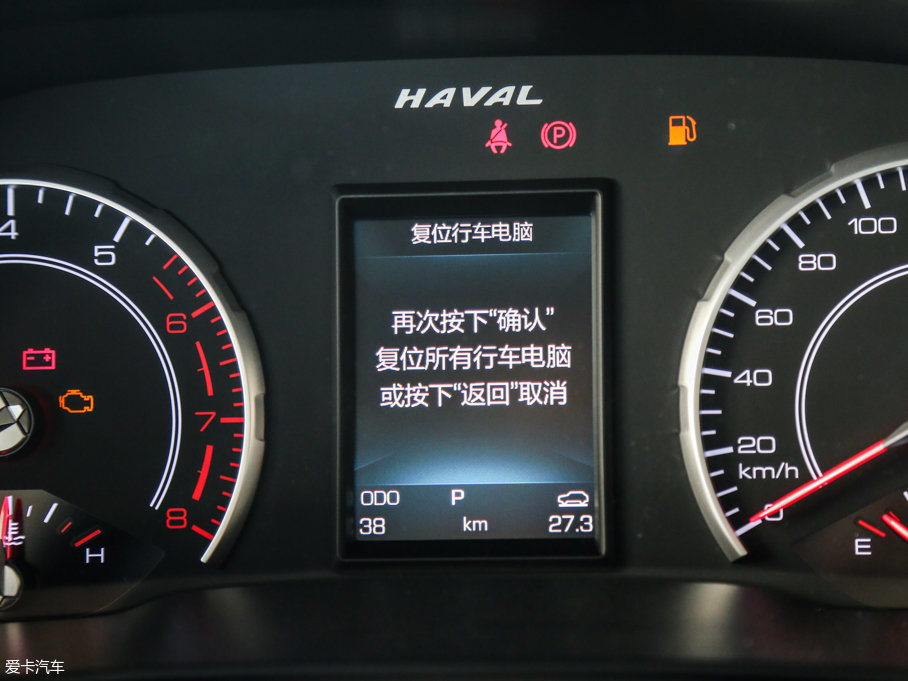 HAVAL
P
复位行车电脑
再次按下“确认”
复位所有行车电脑
或按下“返回”取消
ODO P
38 km 27.3
4
5
6
7
8
H
100
80
60
40
20
km/h
0
E
爱卡汽车